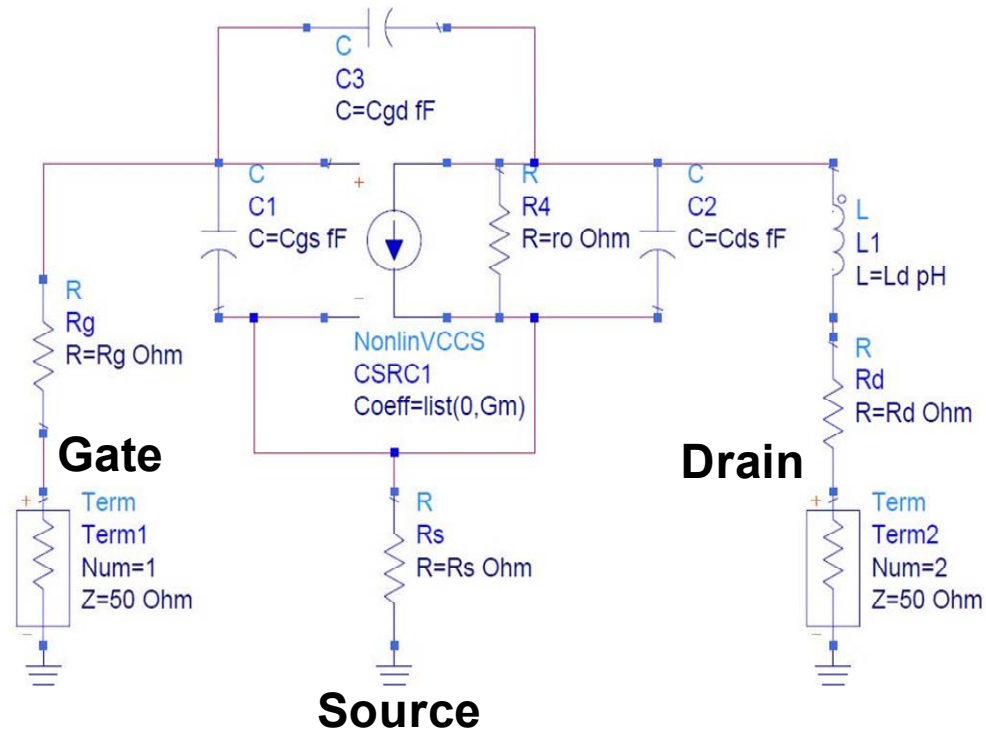 C
C3
C=Cgd fF
C
C1
C=Cgs fF
R
R4
R=ro Ohm
C
C2
C=Cds fF
L
L1
L=Ld pH
R
Rg
R=Rg Ohm
NonlinVCCS
CSRC1
Coeff=list(0,Gm)
R
Rd
R=Rd Ohm
Gate
Drain
Term
Term1
Num=1
Z=50 Ohm
R
Rs
R=Rs Ohm
Term
Term2
Num=2
Z=50 Ohm
Source